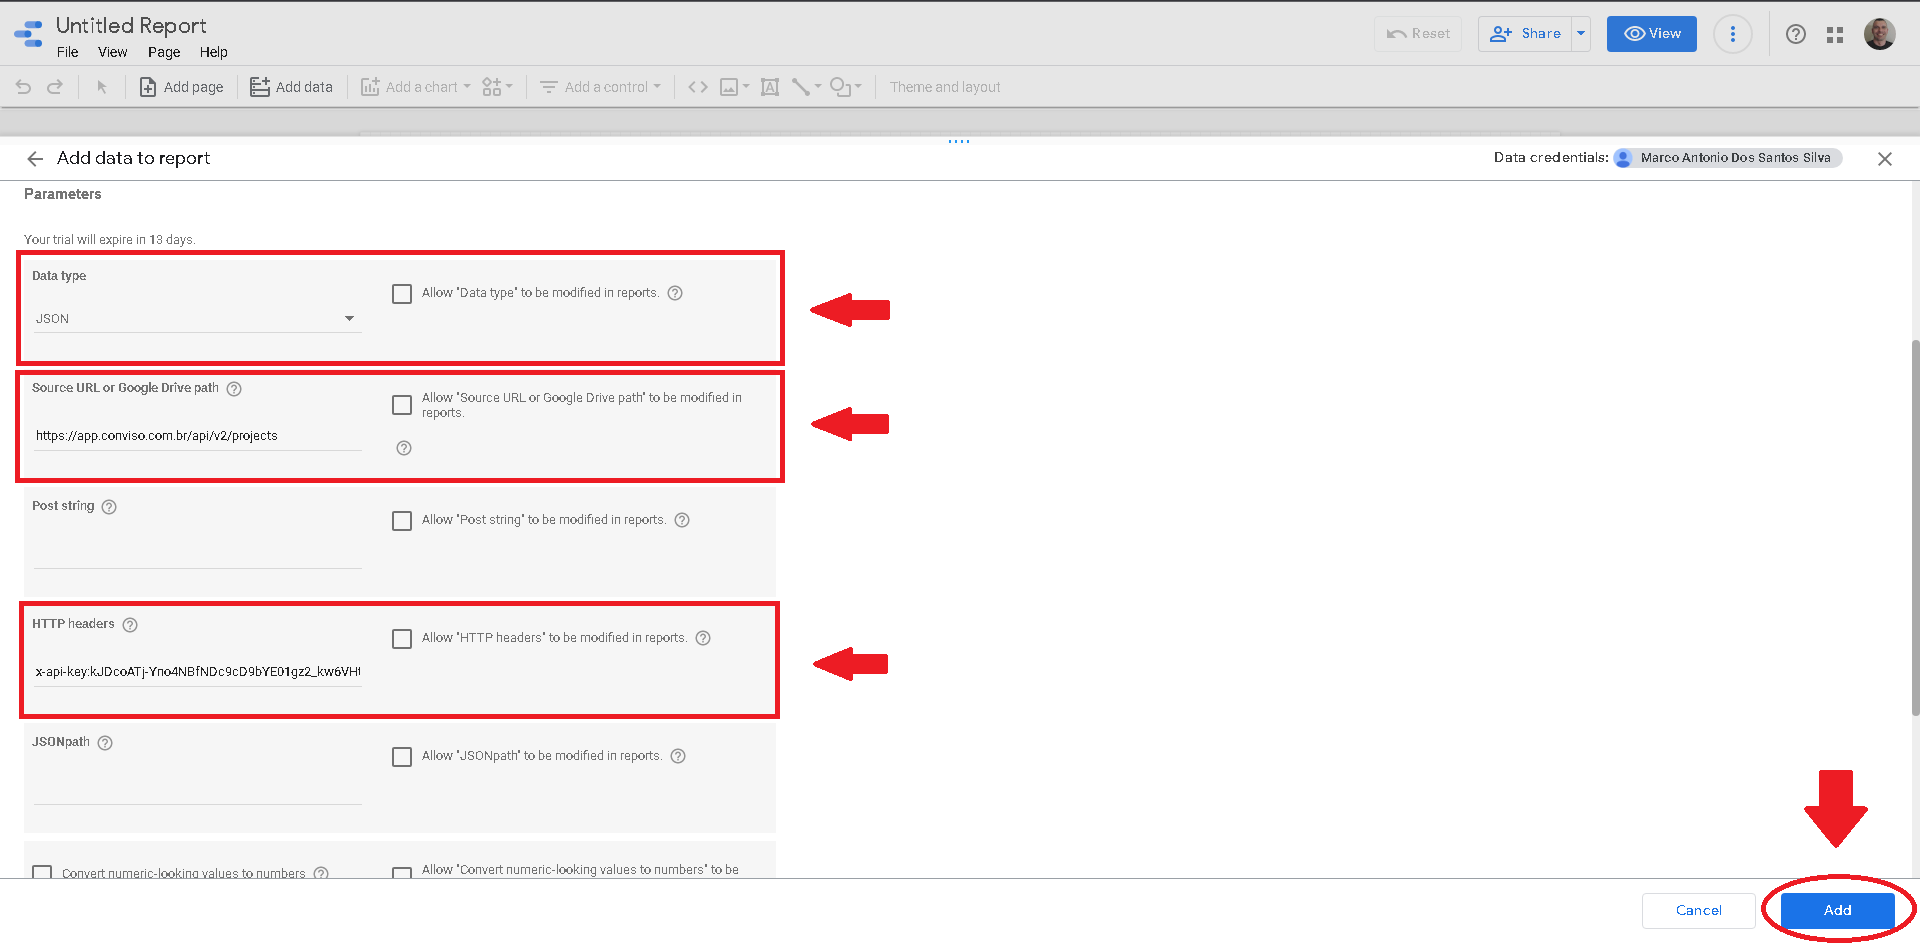 Untitled Report
File View Page Help
Reset
Share
View
Add page
Add data
Add a chart
Add a control
Theme and layout
Add data to report
Data credentials: Marco Antonio Dos Santos Silva
Parameters
Your trial will expire in 13 days.
Data type
Allow "Data type" to be modified in reports.
JSON
Source URL or Google Drive path
Allow "Source URL or Google Drive path" to be modified in
reports.
https://app.conviso.com.br/api/v2/projects
Post string
Allow "Post string" to be modified in reports.
HTTP headers
Allow "HTTP headers" to be modified in reports.
x-api-key:kJDcoATj-Yno4NBfNDc9cD9bYE01gz2_kw6VH
JSONpath
Allow "JSONpath" to be modified in reports.
Convert numeric-looking values to numbers
Allow "Convert numeric-looking values to numbers" to be
Cancel
Add